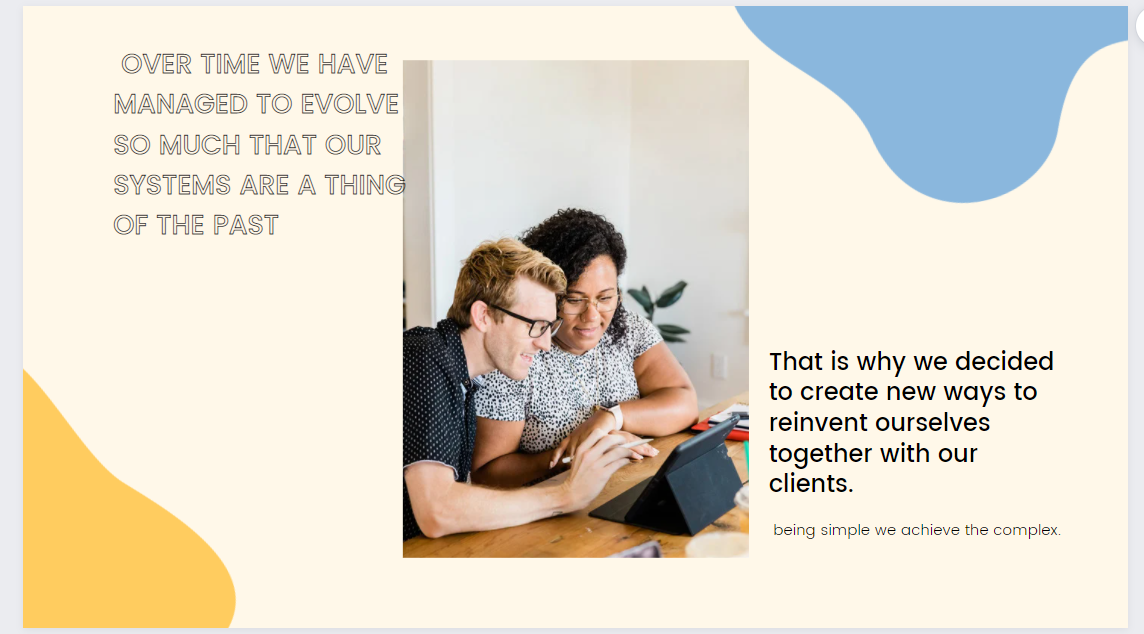 OVER TIME WE HAVE
MANAGED TO EVOLVE
SO MUCH THAT OUR
SYSTEMS ARE A THING
OF THE PAST
That is why we decided
to create new ways to
reinvent ourselves
together with our
clients.
being simple we achieve the complex.